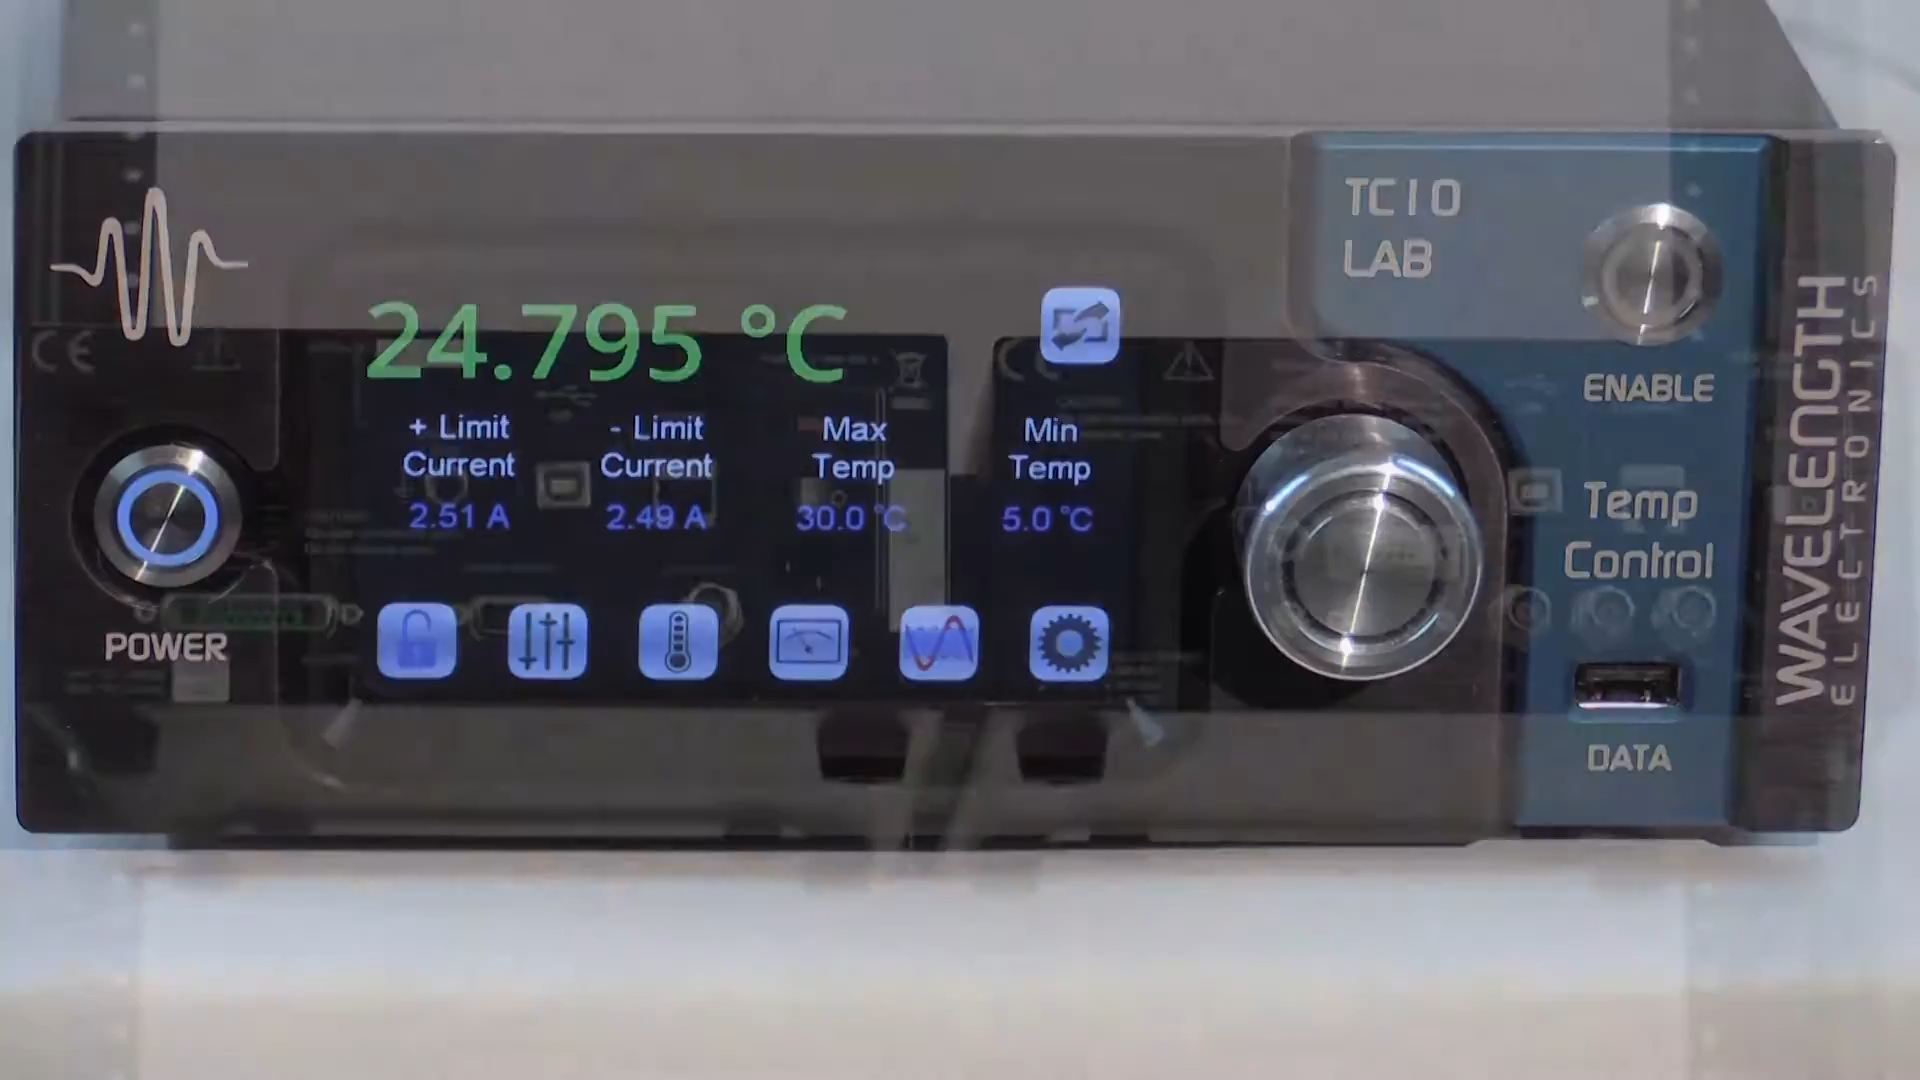 TC10
LAB
24.795 °C
ENABLE
+ Limit
Current
2.51 A
- Limit
Current
2.49 A
Max
Temp
30.0 °C
Min
Temp
5.0 °C
Temp
Control
POWER
DATA
WAVELENGTH
ELECTRONICS
CE